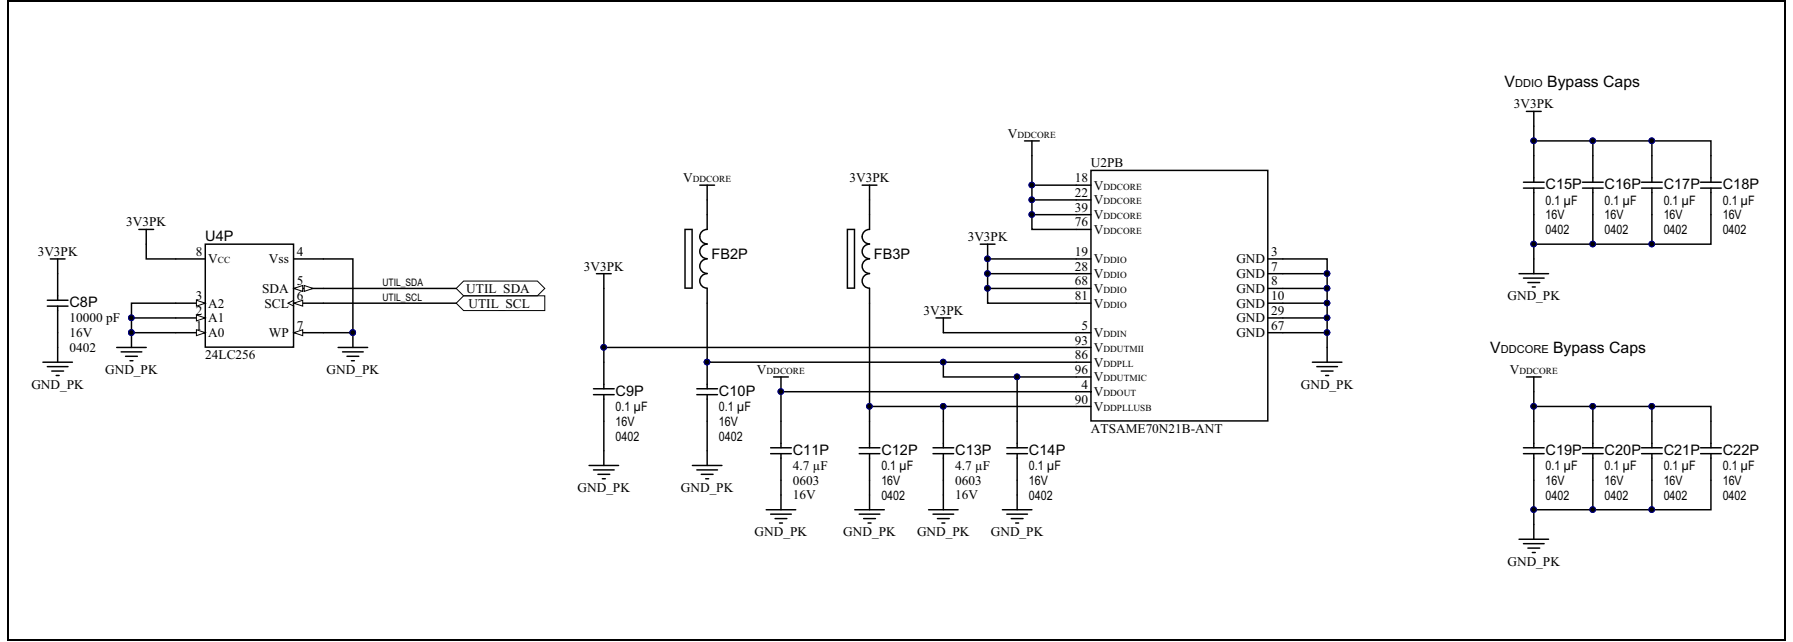 3V3PK
C8P
10000 pF
16V
0402
GND_PK
3V3PK
U4P
8 VCC
VSS 4
SDA 5
SCL 6
3 A2
2 A1
1 A0
WP 7
24LC256
GND_PK
GND_PK
UTIL_SDA
UTIL_SDA
UTIL_SCL
UTIL_SCL
3V3PK
C9P
0.1 µF
16V
0402
GND_PK
VDDCORE
FB2P
C10P
0.1 µF
16V
0402
GND_PK
3V3PK
FB3P
VDDCORE
C11P
4.7 µF
0603
16V
GND_PK
C12P
0.1 µF
16V
0402
GND_PK
C13P
4.7 µF
0603
16V
GND_PK
C14P
0.1 µF
16V
0402
GND_PK
VDDCORE
3V3PK
3V3PK
U2PB
18 VDDCORE
22 VDDCORE
39 VDDCORE
76 VDDCORE
19 VDDIO
28 VDDIO
68 VDDIO
81 VDDIO
5 VDDIN
93 VDDUTMII
86 VDDPLL
96 VDDUTMIC
4 VDDOUT
90 VDDPLLUSB
GND 3
GND 7
GND 8
GND 10
GND 29
GND 67
ATSAME70N21B-ANT
GND_PK
VDDIO Bypass Caps
3V3PK
C15P
0.1 µF
16V
0402
C16P
0.1 µF
16V
0402
C17P
0.1 µF
16V
0402
C18P
0.1 µF
16V
0402
GND_PK
VDDCORE Bypass Caps
VDDCORE
C19P
0.1 µF
16V
0402
C20P
0.1 µF
16V
0402
C21P
0.1 µF
16V
0402
C22P
0.1 µF
16V
0402
GND_PK